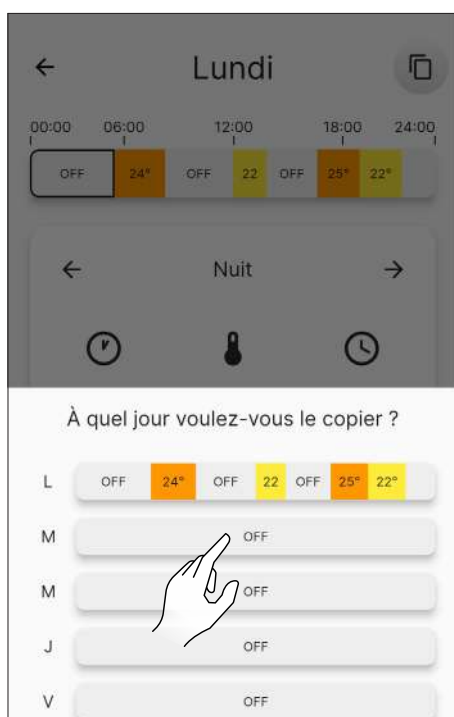 Lundi
00:00 06:00 12:00 18:00 24:00
OFF 24° OFF 22 OFF 25° 22°
Nuit
À quel jour voulez-vous le copier ?
L OFF 24° OFF 22 OFF 25° 22°
M OFF
M OFF
J OFF
V OFF